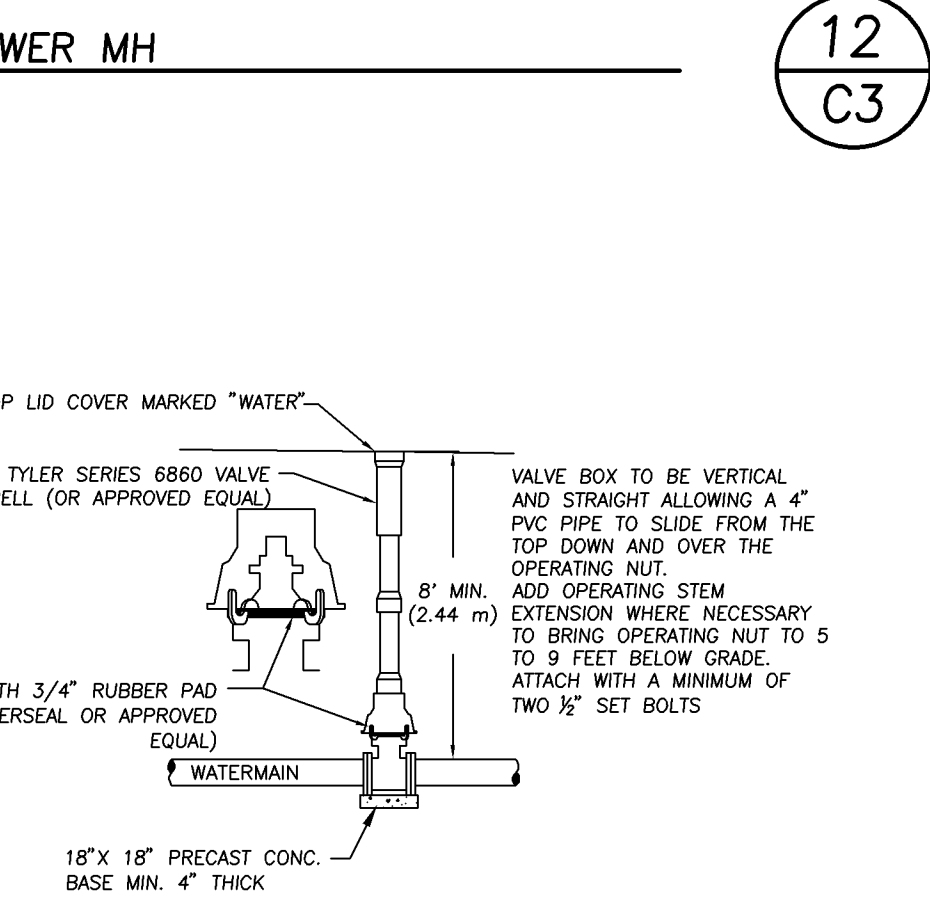 WER MH
12
C3
P LID COVER MARKED "WATER"
TYLER SERIES 6860 VALVE
ELL (OR APPROVED EQUAL)
VALVE BOX TO BE VERTICAL
AND STRAIGHT ALLOWING A 4"
PVC PIPE TO SLIDE FROM THE
TOP DOWN AND OVER THE
OPERATING NUT.
ADD OPERATING STEM
EXTENSION WHERE NECESSARY
TO BRING OPERATING NUT TO 5
TO 9 FEET BELOW GRADE.
ATTACH WITH A MINIMUM OF
TWO ½" SET BOLTS
8' MIN.
(2.44 m)
TH 3/4" RUBBER PAD
ERSEAL OR APPROVED
EQUAL)
WATERMAIN
18"X 18" PRECAST CONC.
BASE MIN. 4" THICK